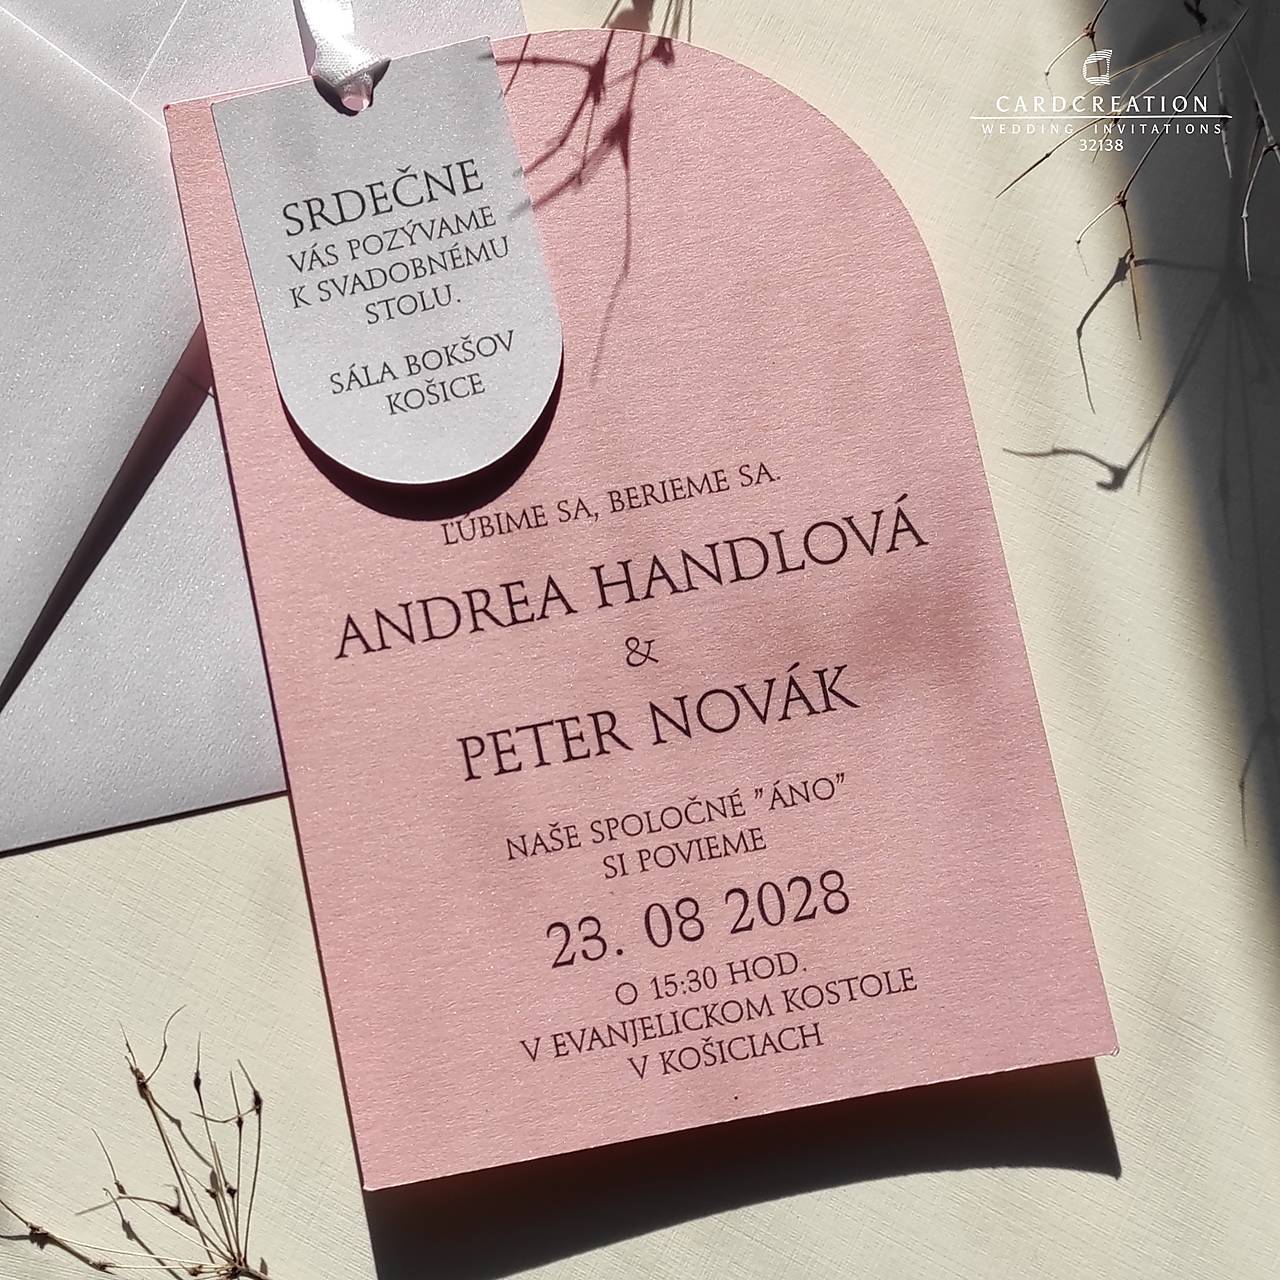 CARDCREATION
WEDDING INVITATIONS
32138
SRDEČNE
VÁS POZÝVAME
K SVADOBNÉMU
STOLU.
SÁLA BOKŠOV
KOŠICE
ĽÚBIME SA, BERIEME SA.
ANDREA HANDLOVÁ
&
PETER NOVÁK
NAŠE SPOLOČNÉ "ÁNO"
SI POVIEME
23. 08 2028
O 15:30 HOD.
V EVANJELICKOM KOSTOLE
V KOŠICIACH